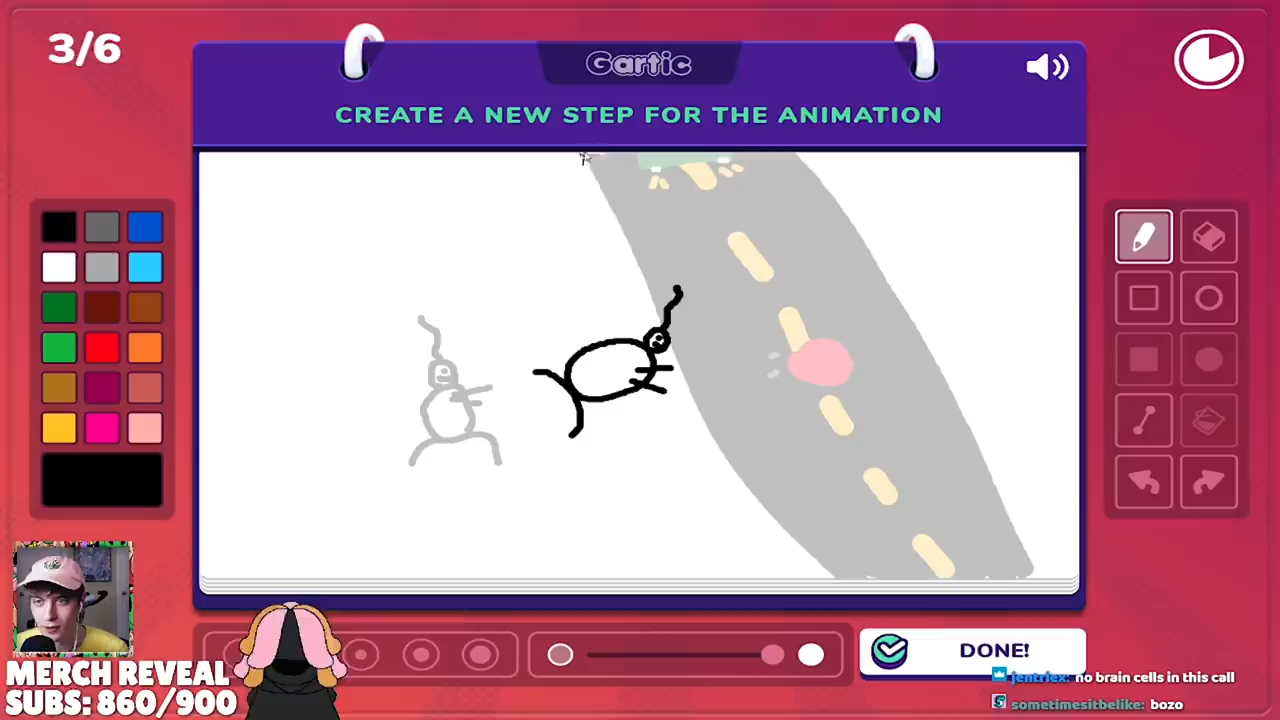 3/6
Gartic
CREATE A NEW STEP FOR THE ANIMATION
DONE!
MERCH REVEAL
SUBS: 860/900
jentriex: no brain cells in this call
sometimesitbelike: bozo